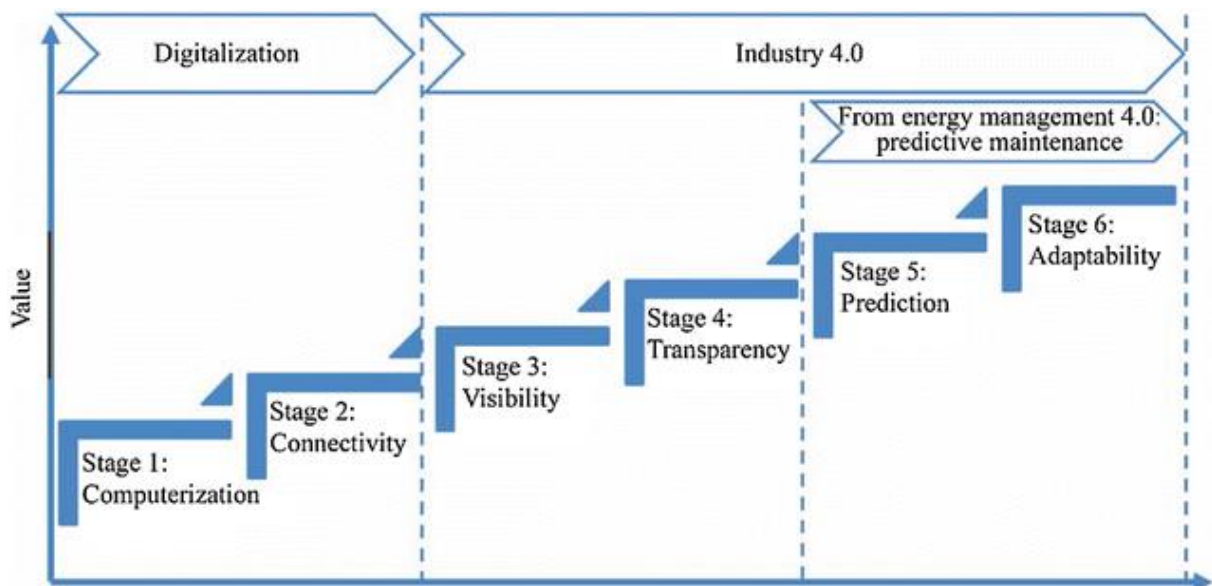 Digitalization
Industry 4.0
From energy management 4.0:
predictive maintenance
Value
Stage 1:
Computerization
Stage 2:
Connectivity
Stage 3:
Visibility
Stage 4:
Transparency
Stage 5:
Prediction
Stage 6:
Adaptability